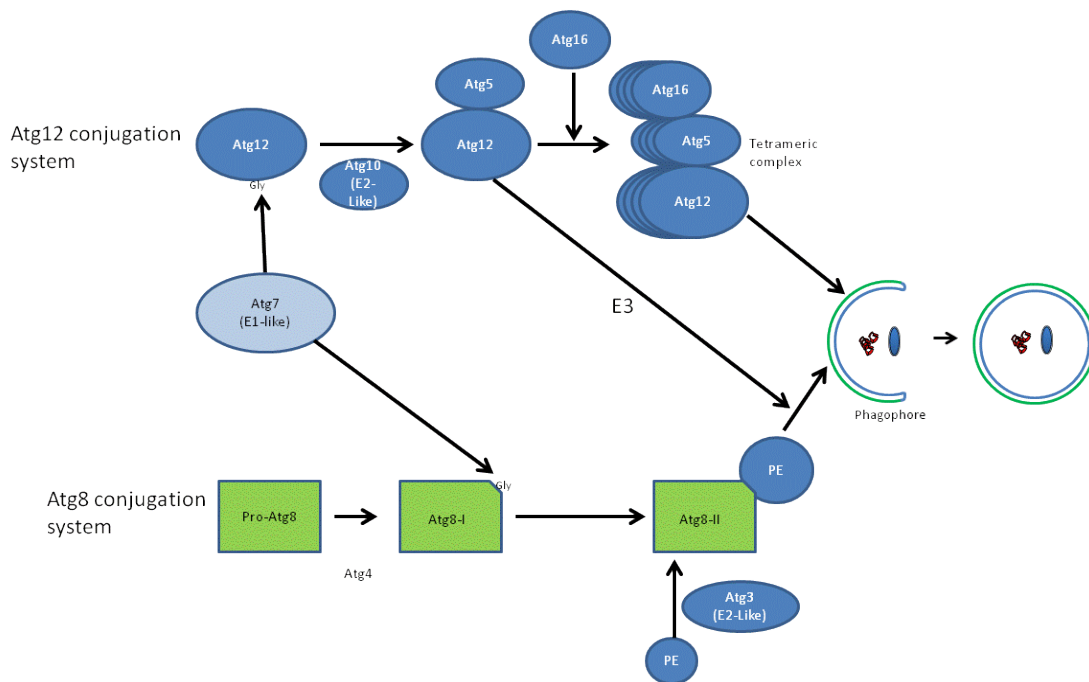 Atg16
Atg5
Atg16
Atg12 conjugation
system
Atg12
Atg12
Atg5
Tetrameric
complex
Gly
Atg10
(E2-
Like)
Atg12
Atg7
(E1-like)
E3
Phagophore
Atg8 conjugation
system
PE
Gly
Pro-Atg8
Atg8-I
Atg8-II
Atg4
Atg3
(E2-Like)
PE